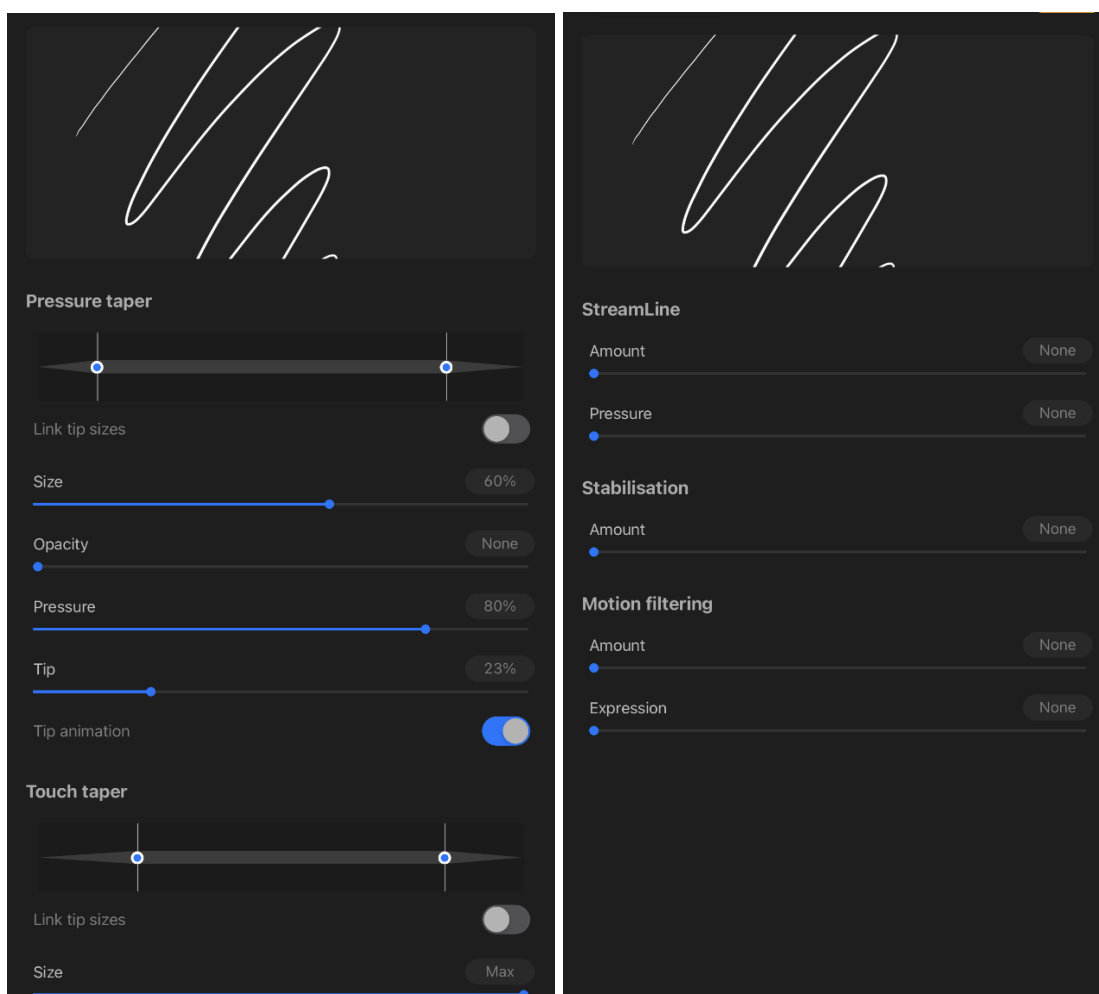 Pressure taper
Link tip sizes
Size 60%
Opacity None
Pressure 80%
Tip 23%
Tip animation
Touch taper
Link tip sizes
Size Max
StreamLine
Amount None
Pressure None
Stabilisation
Amount None
Motion filtering
Amount None
Expression None